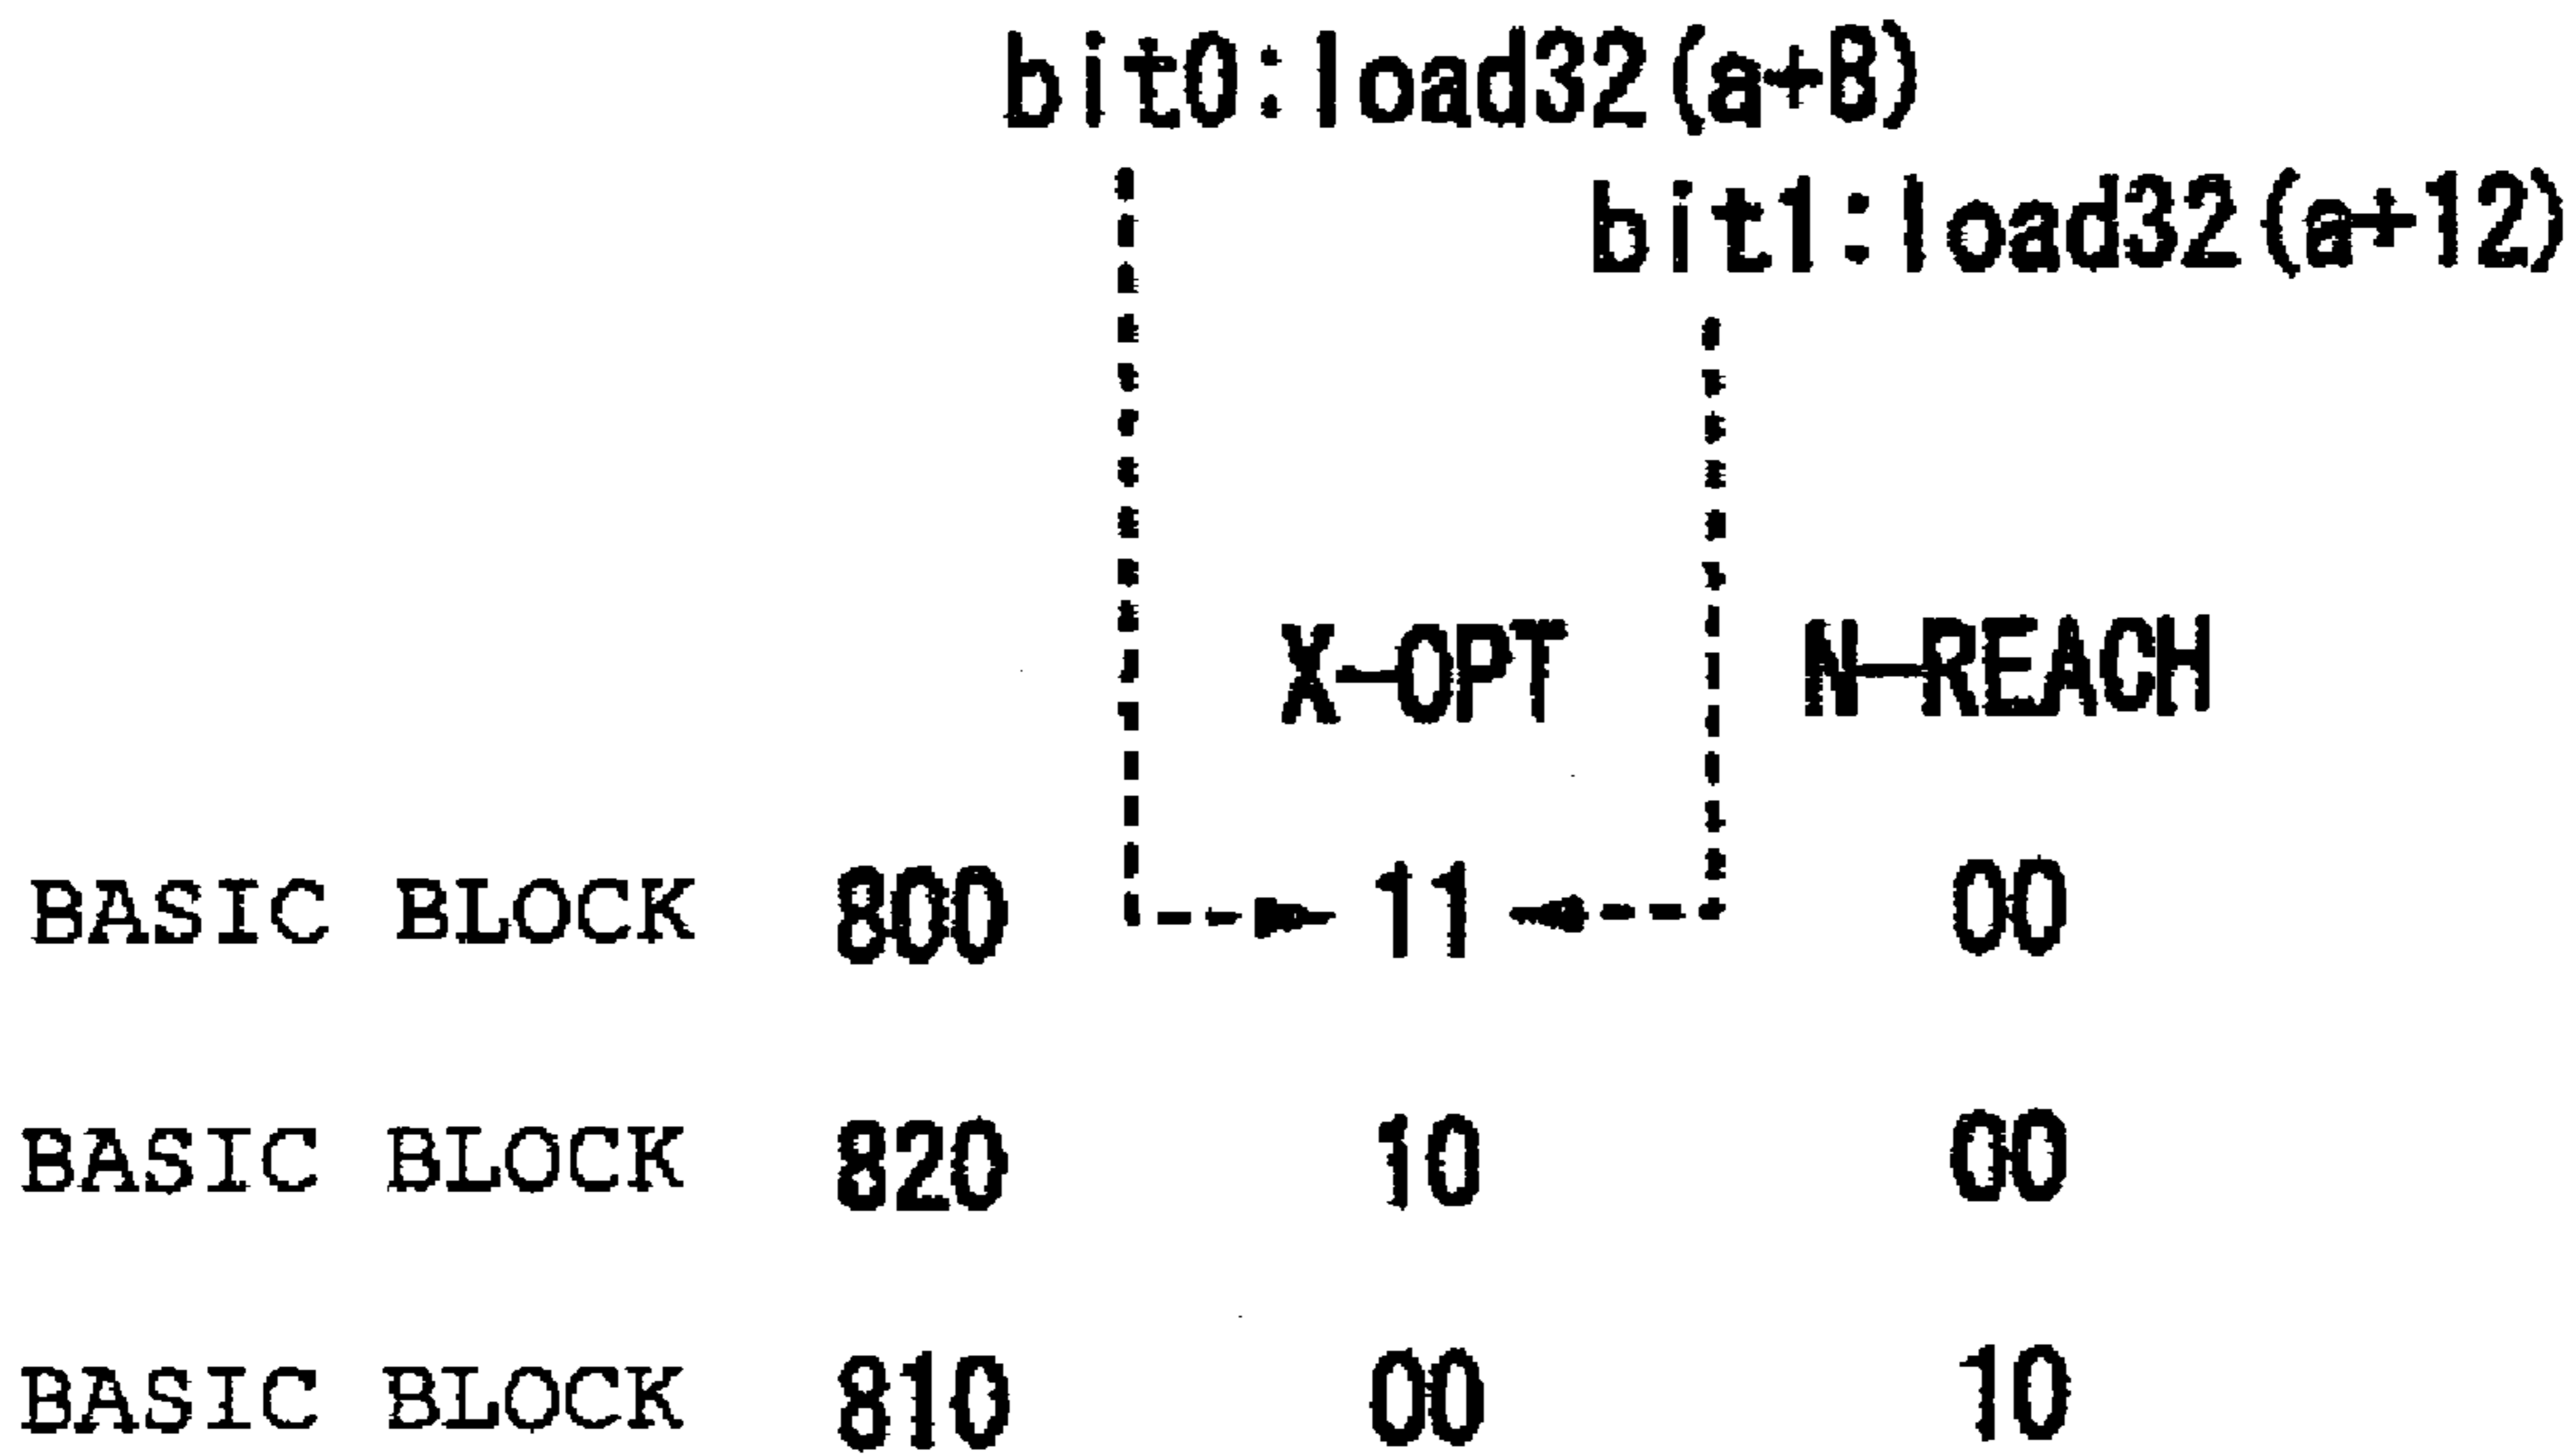 bit0:load32(a+8)
bit1:load32(a+12)
X-OPT N-REACH
BASIC BLOCK 800 11 00
BASIC BLOCK 820 10 00
BASIC BLOCK 810 00 10